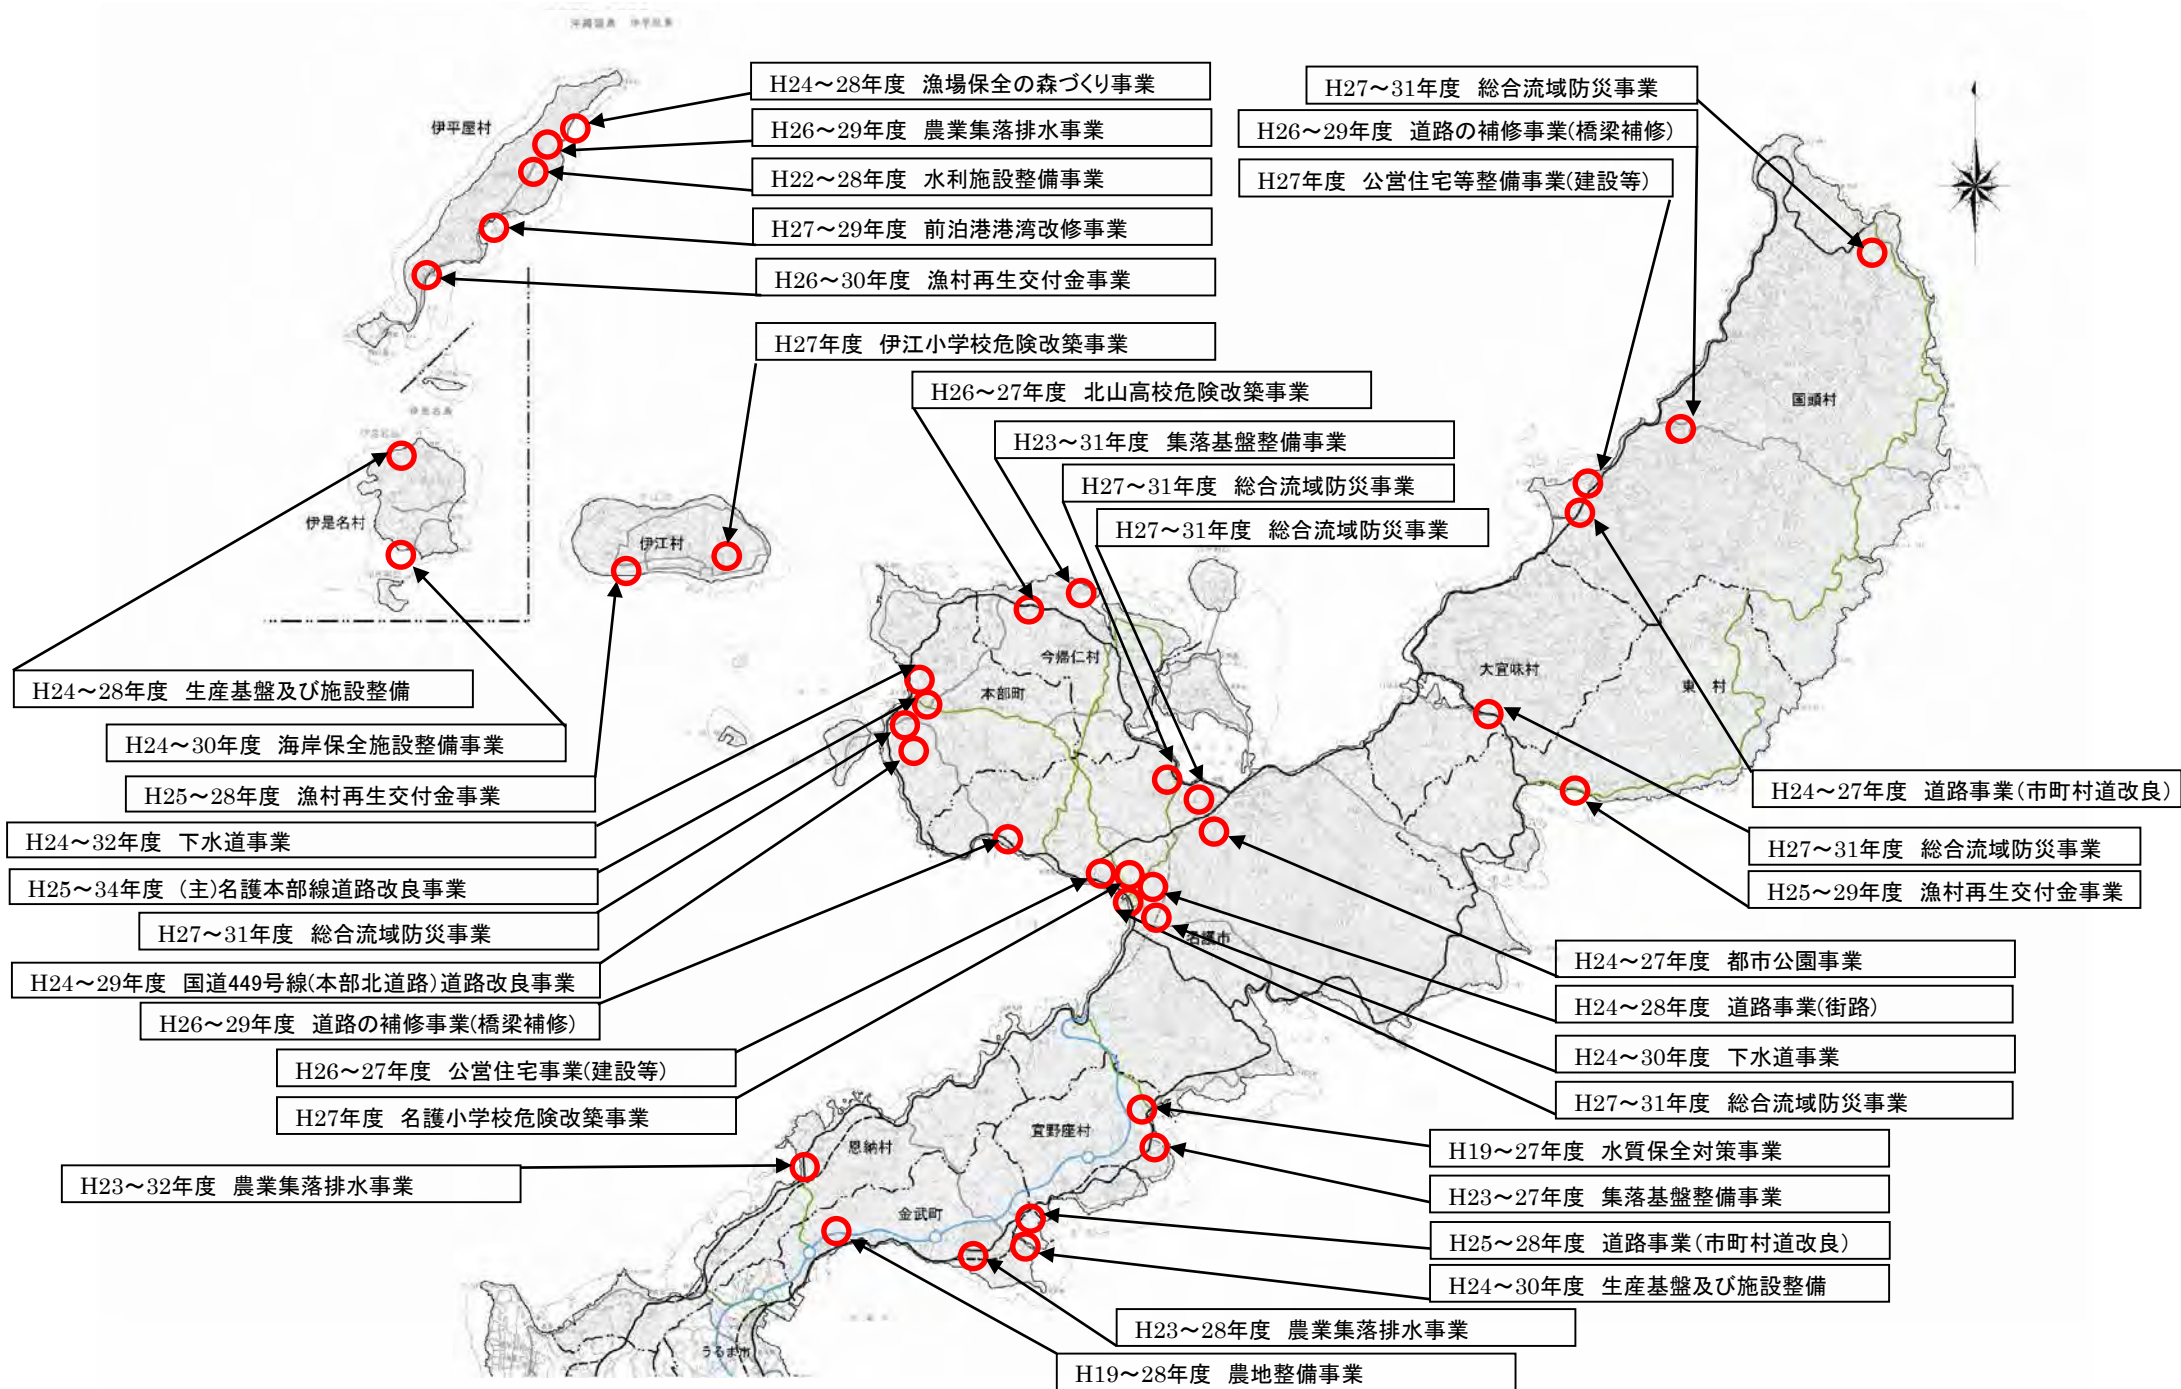 H24～28年度 漁場保全の森づくり事業
H26～29年度 農業集落排水事業
H22～28年度 水利施設整備事業
H27～29年度 前泊港港湾改修事業
H26～30年度 漁村再生交付金事業
H27年度 伊江小学校危険改築事業
H26～27年度 北山高校危険改築事業
H23～31年度 集落基盤整備事業
H27～31年度 総合流域防災事業
H27～31年度 総合流域防災事業
H27～31年度 総合流域防災事業
H26～29年度 道路の補修事業(橋梁補修)
H27年度 公営住宅等整備事業(建設等)
伊平屋村
伊是名村
伊江村
国頭村
今帰仁村
本部町
大宜味村
東 村
名護市
宜野座村
恩納村
金武町
うるま市
H24～28年度 生産基盤及び施設整備
H24～30年度 海岸保全施設整備事業
H25～28年度 漁村再生交付金事業
H24～32年度 下水道事業
H25～34年度 (主)名護本部線道路改良事業
H27～31年度 総合流域防災事業
H24～29年度 国道449号線(本部北道路)道路改良事業
H26～29年度 道路の補修事業(橋梁補修)
H26～27年度 公営住宅事業(建設等)
H27年度 名護小学校危険改築事業
H23～32年度 農業集落排水事業
H24～27年度 道路事業(市町村道改良)
H27～31年度 総合流域防災事業
H25～29年度 漁村再生交付金事業
H24～27年度 都市公園事業
H24～28年度 道路事業(街路)
H24～30年度 下水道事業
H27～31年度 総合流域防災事業
H19～27年度 水質保全対策事業
H23～27年度 集落基盤整備事業
H25～28年度 道路事業(市町村道改良)
H24～30年度 生産基盤及び施設整備
H23～28年度 農業集落排水事業
H19～28年度 農地整備事業